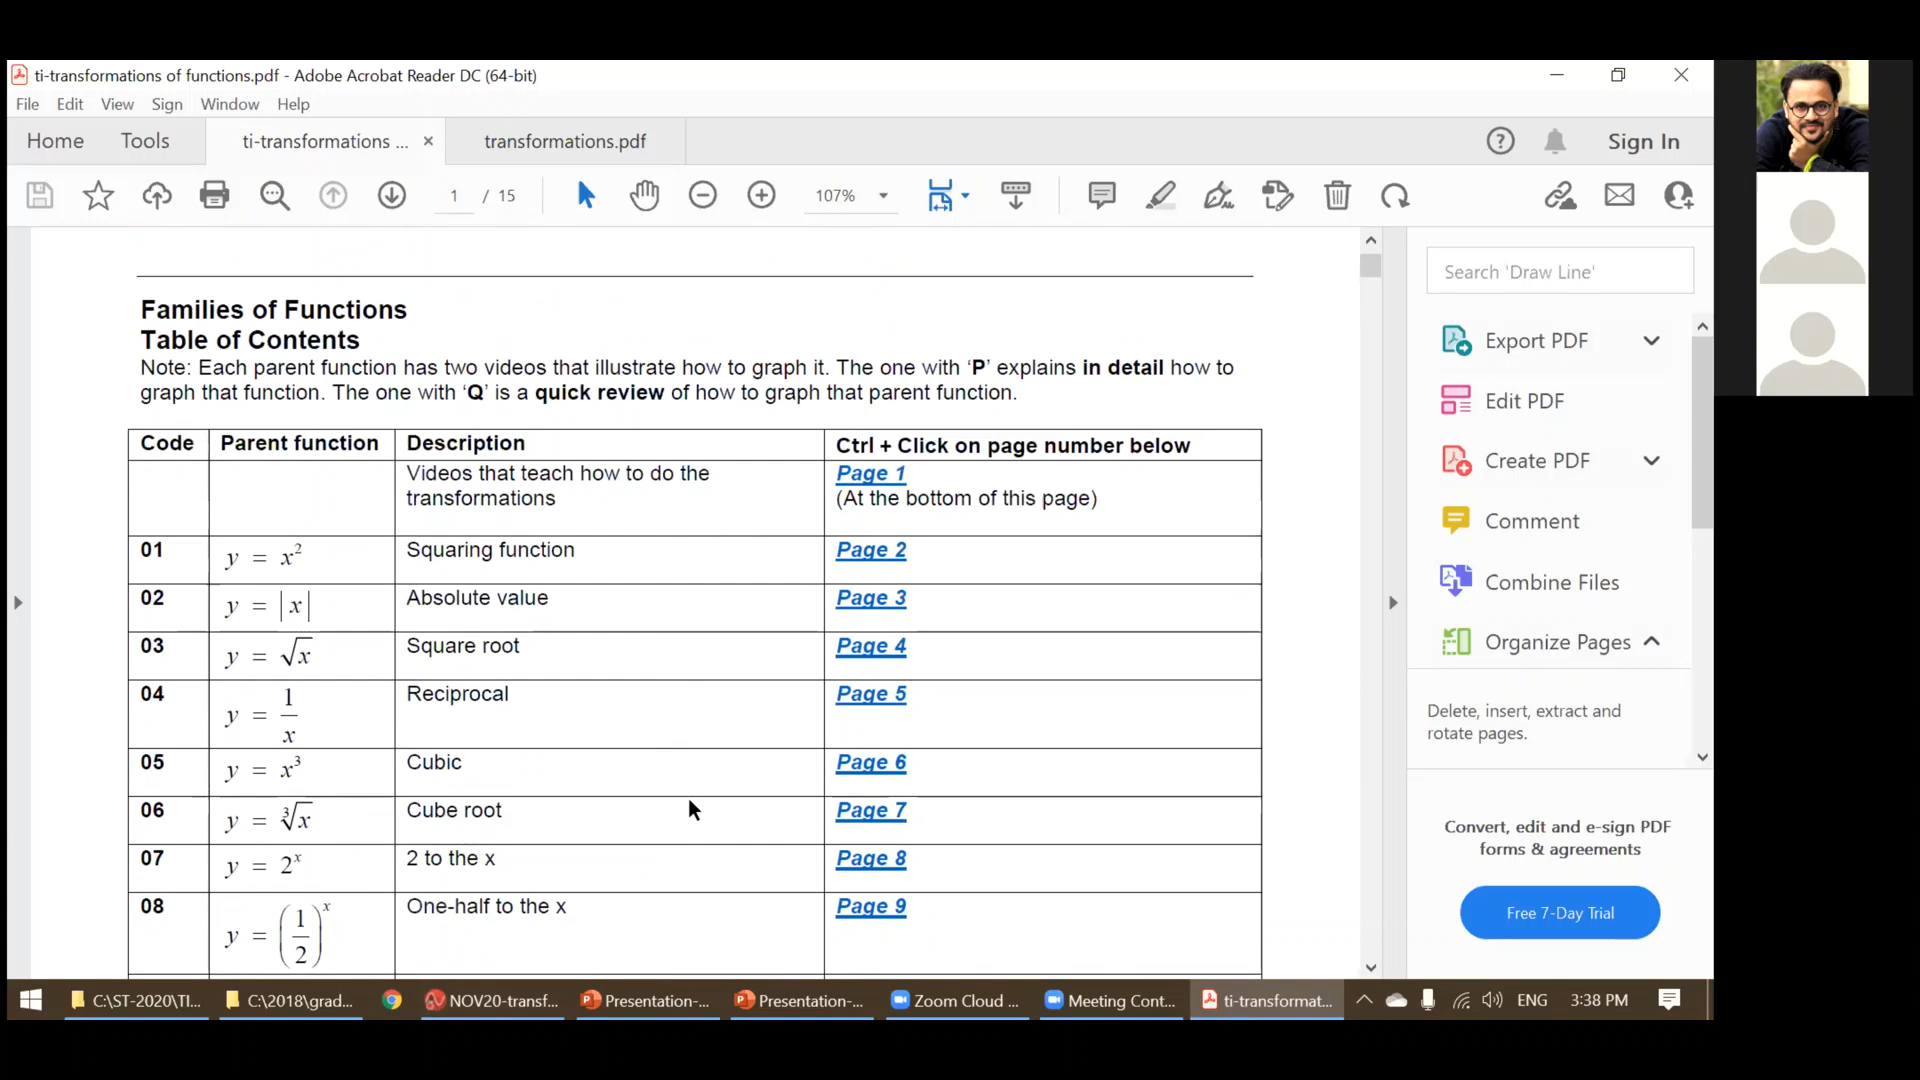 ti-transformations of functions.pdf - Adobe Acrobat Reader DC (64-bit)
File Edit View Sign Window Help
Home Tools ti-transformations ... × transformations.pdf Sign In
1 / 15 107%
Families of Functions
Table of Contents
Note: Each parent function has two videos that illustrate how to graph it. The one with ‘P’ explains in detail how to
graph that function. The one with ‘Q’ is a quick review of how to graph that parent function.
Code Parent function Description Ctrl + Click on page number below
Videos that teach how to do the Page 1
transformations (At the bottom of this page)
01 y = x² Squaring function Page 2
02 y = |x| Absolute value Page 3
03 y = √x Square root Page 4
04 y = 1/x Reciprocal Page 5
05 y = x³ Cubic Page 6
06 y = ∛x Cube root Page 7
07 y = 2ˣ 2 to the x Page 8
08 y = (1/2)ˣ One-half to the x Page 9
Search 'Draw Line'
Export PDF
Edit PDF
Create PDF
Comment
Combine Files
Organize Pages
Delete, insert, extract and
rotate pages.
Convert, edit and e-sign PDF
forms & agreements
Free 7-Day Trial
C:\ST-2020\TI... C:\2018\grad... NOV20-transf... Presentation-... Presentation-... Zoom Cloud ... Meeting Cont... ti-transformat... ENG 3:38 PM